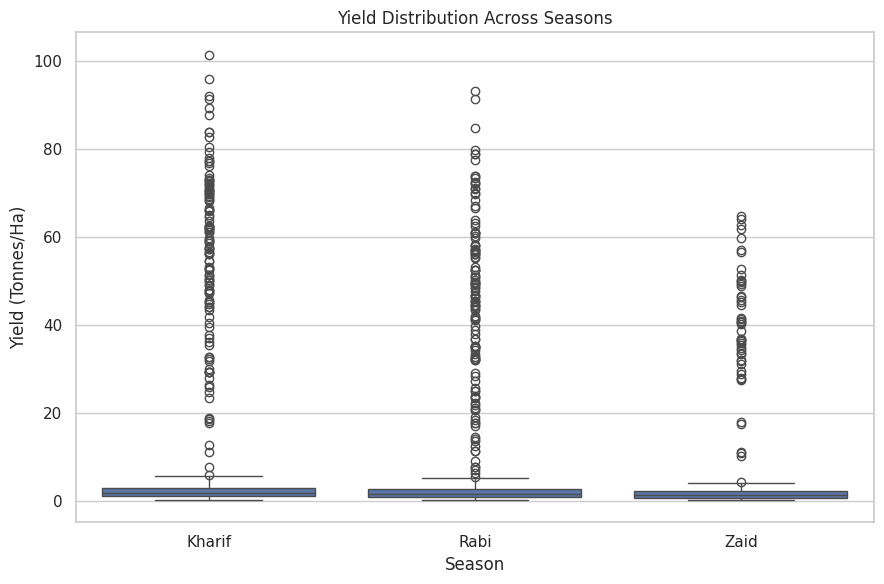 Yield Distribution Across Seasons
Yield (Tonnes/Ha)
100
80
60
40
20
0
Kharif Rabi Zaid
Season